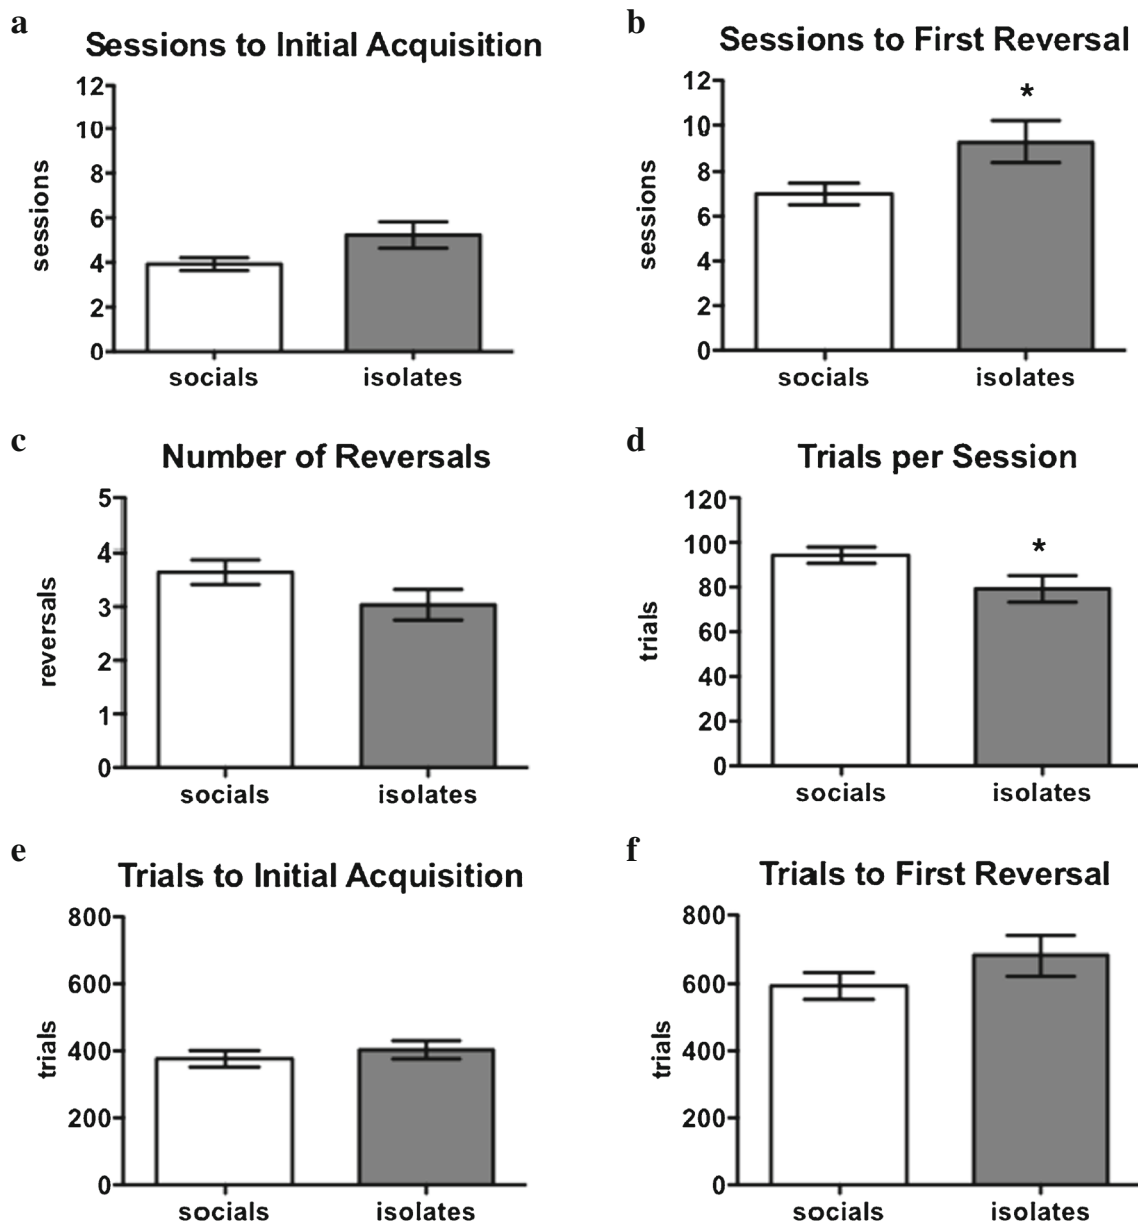 a
Sessions to Initial Acquisition
12
10
8
6
4
2
0
sessions
socials isolates
b
Sessions to First Reversal
12
10
8
6
4
2
0
sessions
*
socials isolates
c
Number of Reversals
5
4
3
2
1
0
reversals
socials isolates
d
Trials per Session
120
100
80
60
40
20
0
trials
*
socials isolates
e
Trials to Initial Acquisition
800
600
400
200
0
trials
socials isolates
f
Trials to First Reversal
800
600
400
200
0
trials
socials isolates